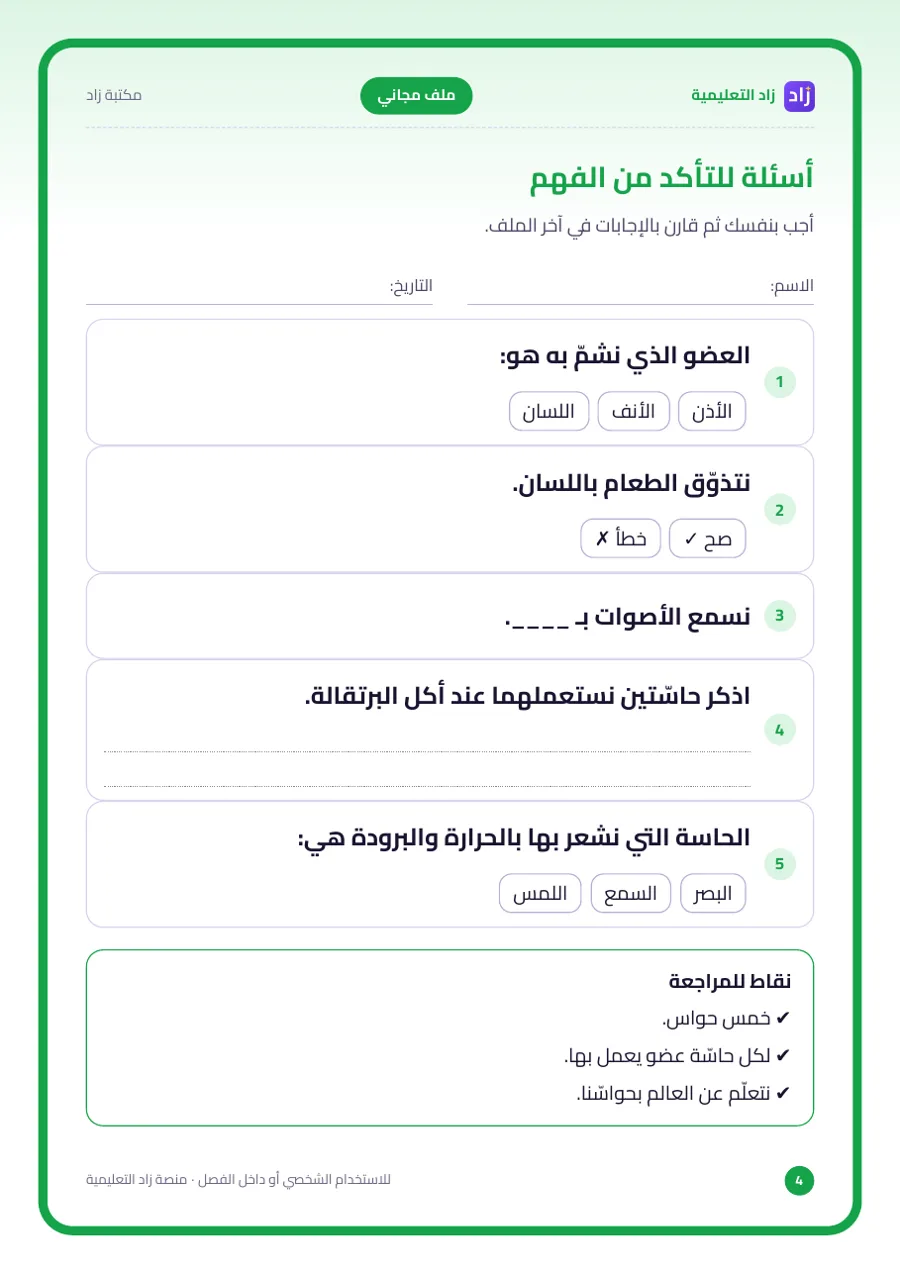 زاد
زاد التعليمية
ملف مجاني
مكتبة زاد
أسئلة للتأكد من الفهم
أجب بنفسك ثم قارن بالإجابات في آخر الملف.
الاسم:
التاريخ:
1
العضو الذي نشمّ به هو:
الأذن
الأنف
اللسان
2
نتذوّق الطعام باللسان.
صح ✓
خطأ ✗
3
نسمع الأصوات بـ ____.
4
اذكر حاسّتين نستعملهما عند أكل البرتقالة.
5
الحاسة التي نشعر بها بالحرارة والبرودة هي:
البصر
السمع
اللمس
نقاط للمراجعة
✔ خمس حواس.
✔ لكل حاسّة عضو يعمل بها.
✔ نتعلّم عن العالم بحواسّنا.
4
للاستخدام الشخصي أو داخل الفصل · منصة زاد التعليمية